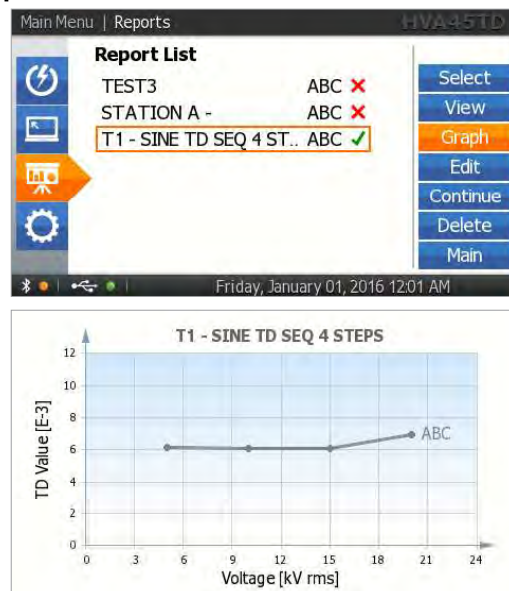 Main Menu | Reports
HVA45TD
Report List
TEST3 ABC
STATION A - ABC
T1 - SINE TD SEQ 4 ST.. ABC
Select
View
Graph
Edit
Continue
Delete
Main
Friday, January 01, 2016 12:01 AM
T1 - SINE TD SEQ 4 STEPS
12
10
8
6
4
2
0
TD Value [E-3]
ABC
0 3 6 9 12 15 18 21 24
Voltage [kV rms]